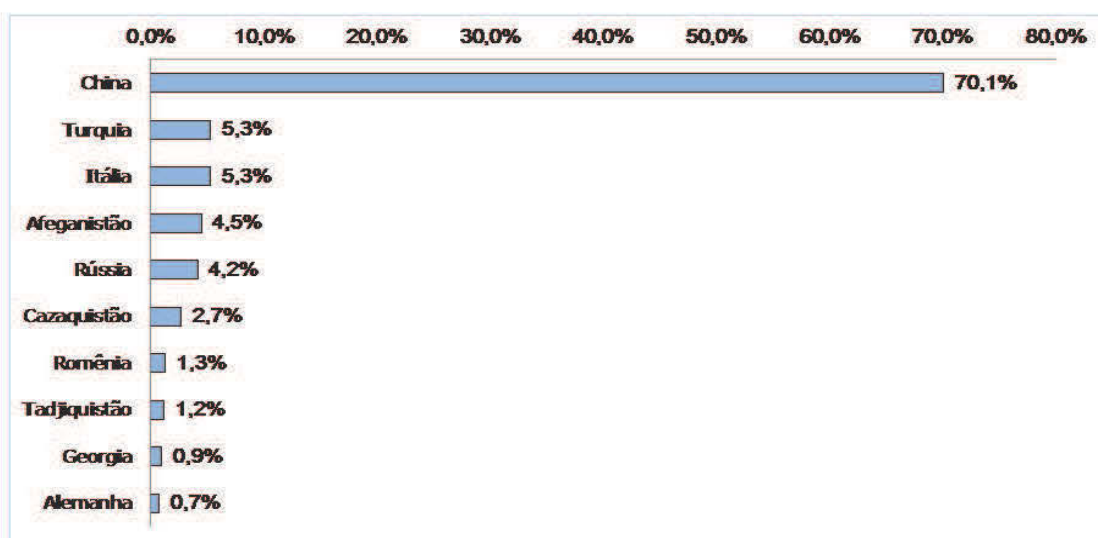 0,0% 10,0% 20,0% 30,0% 40,0% 50,0% 60,0% 70,0% 80,0%
China 70,1%
Turquia 5,3%
Itália 5,3%
Afeganistão 4,5%
Rússia 4,2%
Cazaquistão 2,7%
Romênia 1,3%
Tadjiquistão 1,2%
Georgia 0,9%
Alemanha 0,7%